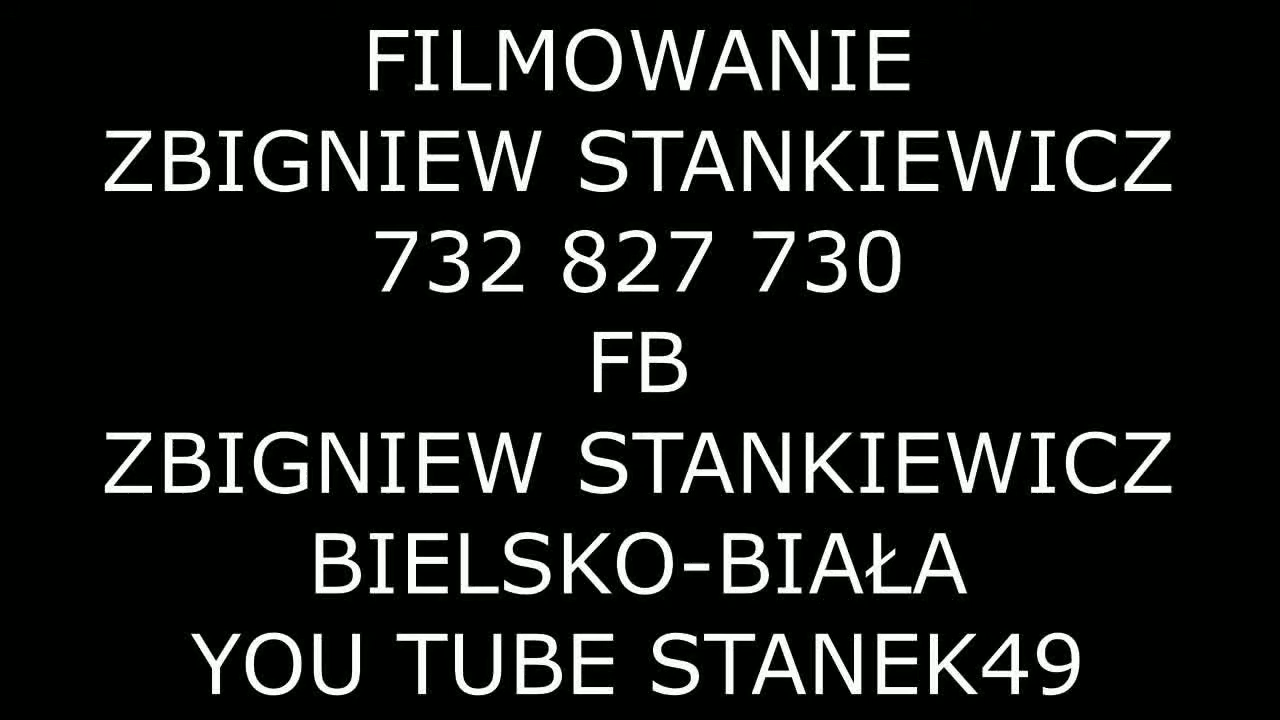 FILMOWANIE
ZBIGNIEW STANKIEWICZ
732 827 730
FB
ZBIGNIEW STANKIEWICZ
BIELSKO-BIAŁA
YOU TUBE STANEK49